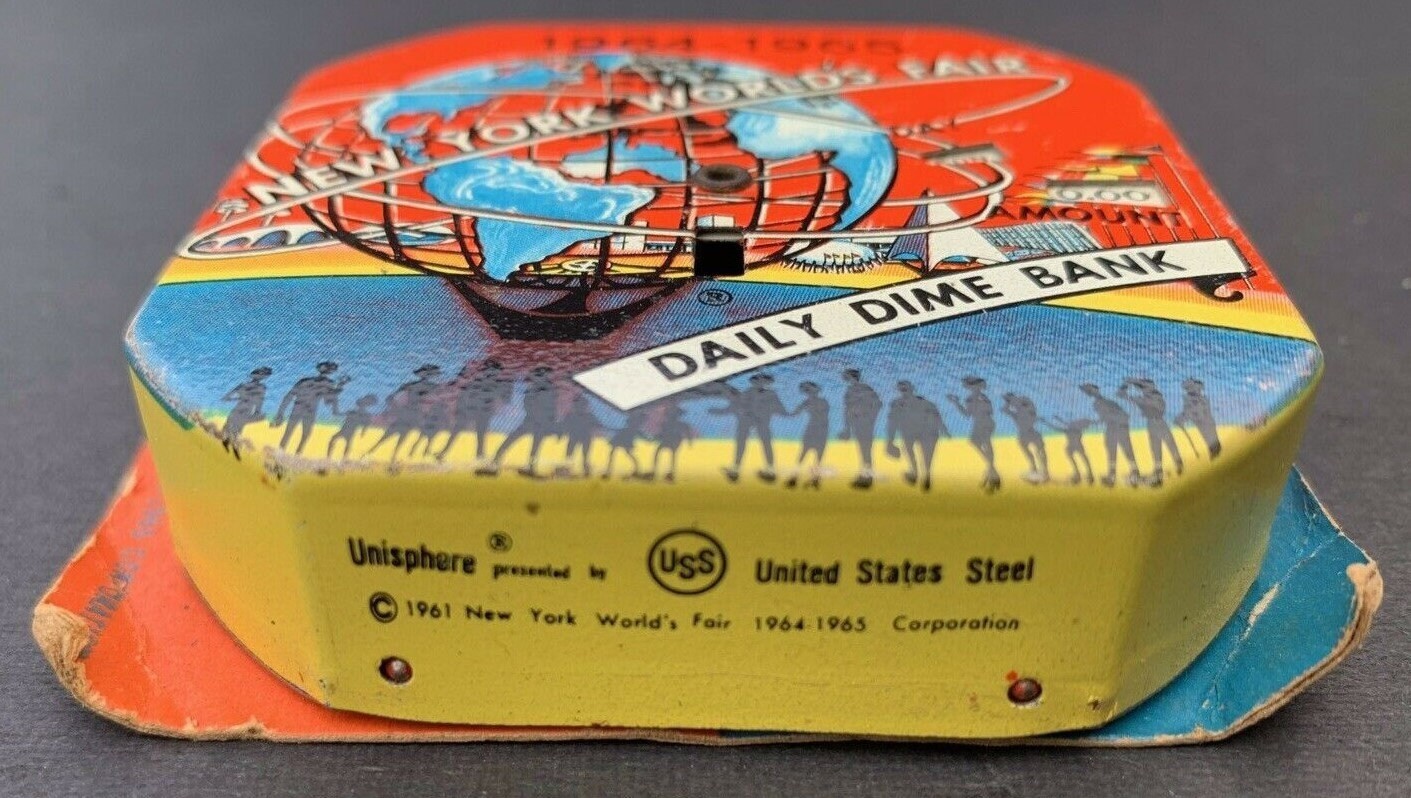 1964-1965
NEW YORK WORLD'S FAIR
DAY
0.00
AMOUNT
®
DAILY DIME BANK
Unisphere ® presented by USS United States Steel
© 1961 New York World's Fair 1964-1965 Corporation